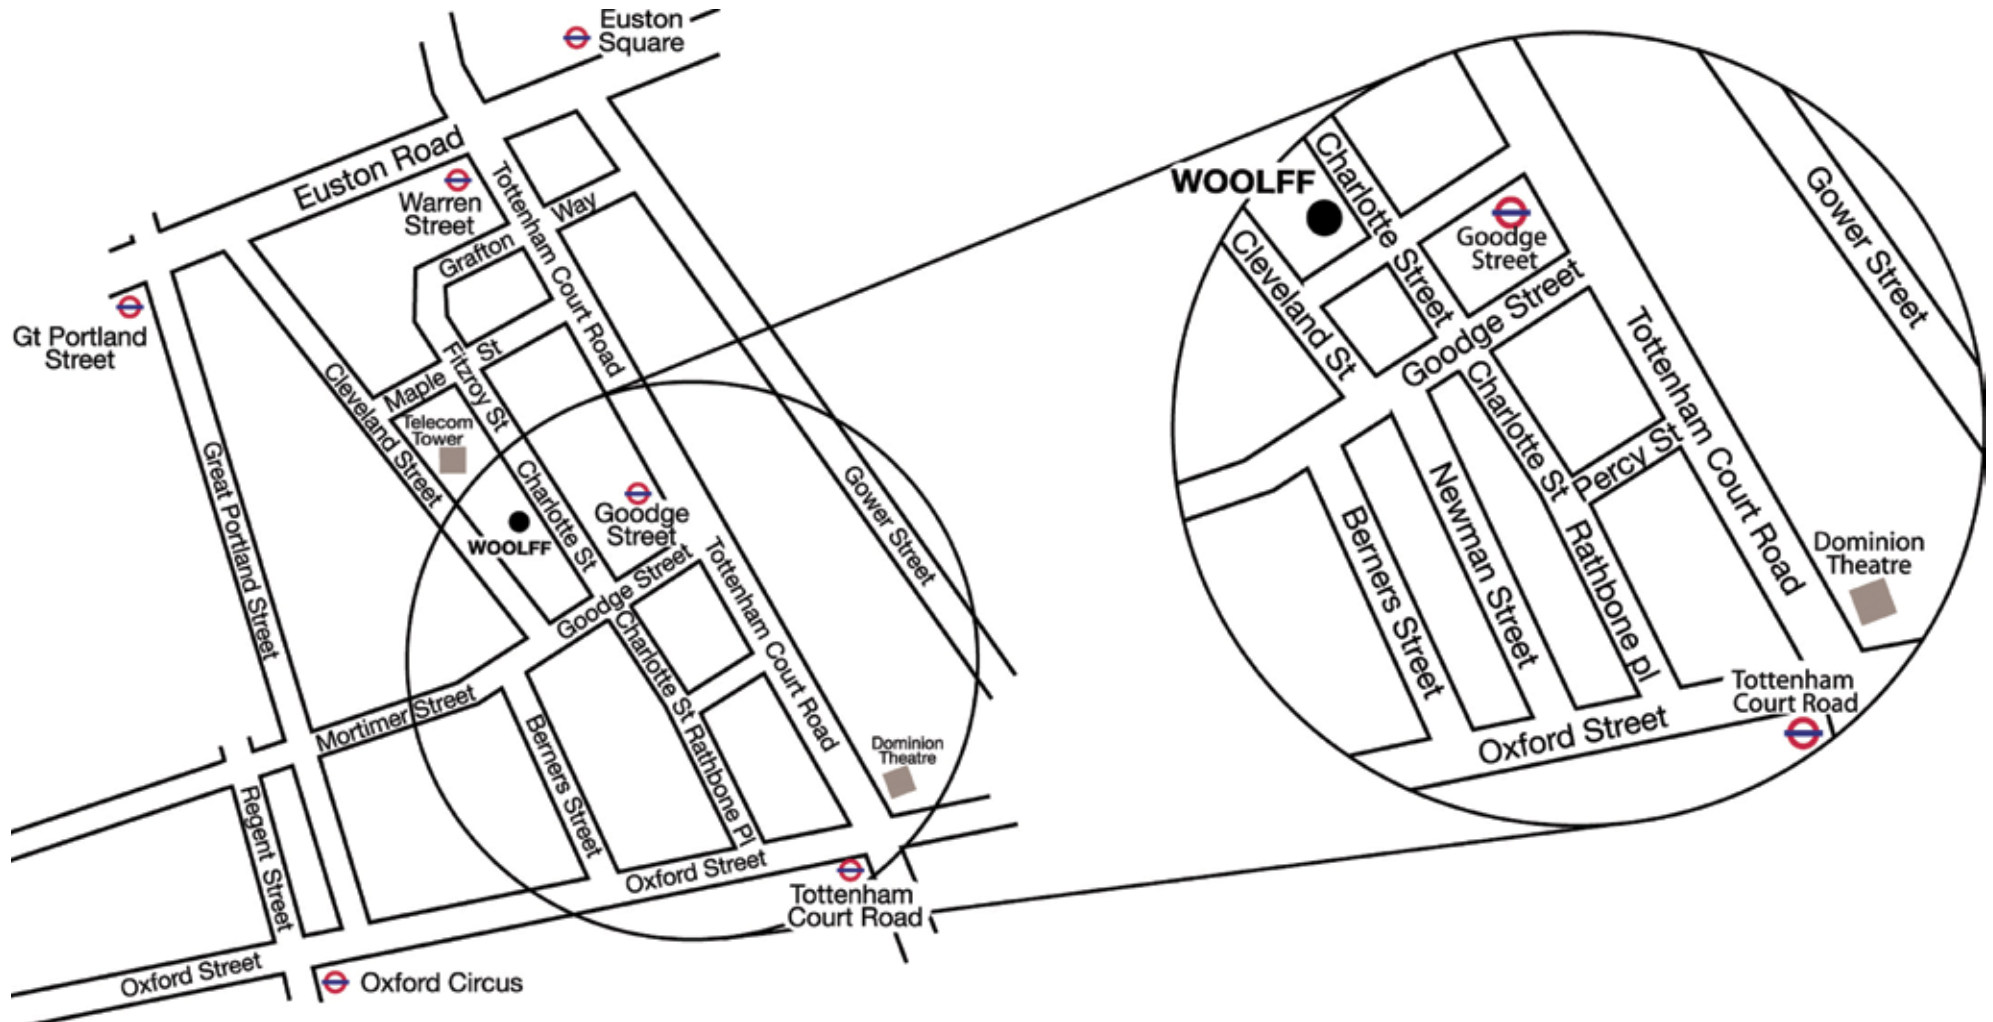 Euston
Square
Euston Road
Warren
Street
Tottenham Court Road
Way
Grafton
Gt Portland
Street
Fitzroy St
St
Maple
Cleveland Street
Telecom
Tower
Great Portland Street
Charlotte St
Goodge
Street
WOOLFF
Gower Street
Goodge Street
Tottenham Court Road
Charlotte St
Mortimer Street
Berners Street
Rathbone Pl
Dominion
Theatre
Regent Street
Oxford Street
Tottenham
Court Road
Oxford Street
Oxford Circus
WOOLFF
Charlotte Street
Cleveland St
Goodge
Street
Gower Street
Goodge Street
Tottenham Court Road
Charlotte St
Percy St
Newman Street
Berners Street
Rathbone pl
Dominion
Theatre
Tottenham
Court Road
Oxford Street